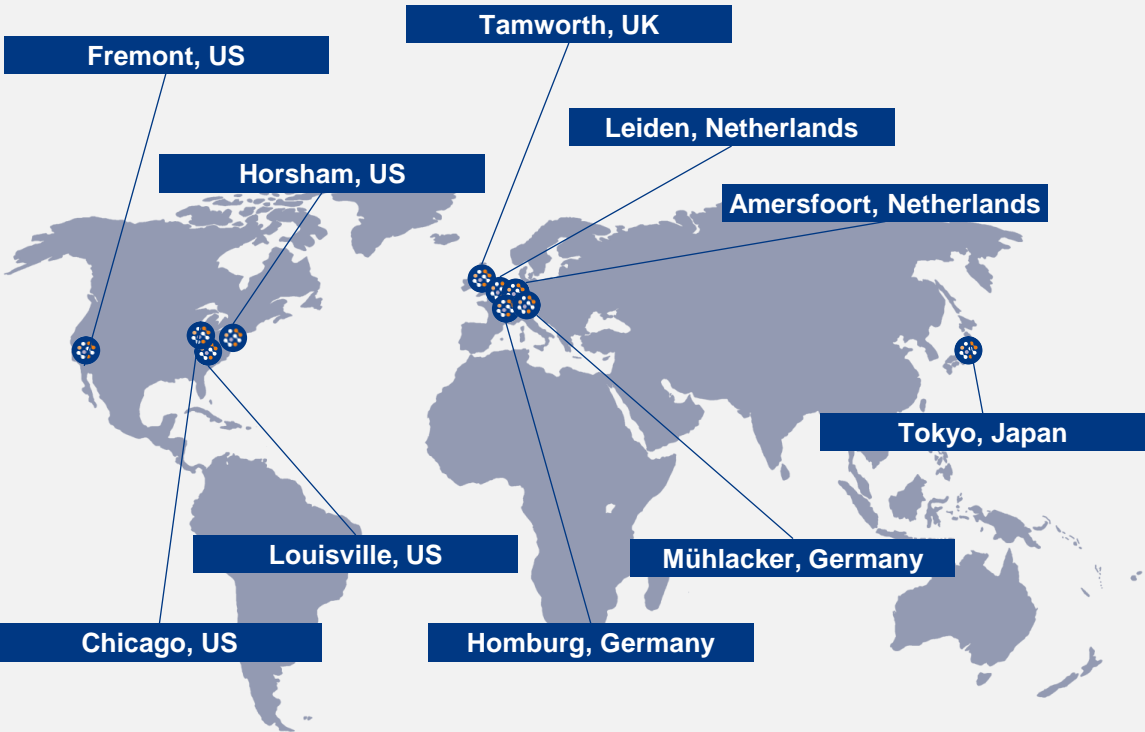 Tamworth, UK
Fremont, US
Leiden, Netherlands
Horsham, US
Amersfoort, Netherlands
Tokyo, Japan
Louisville, US
Mühlacker, Germany
Chicago, US
Homburg, Germany